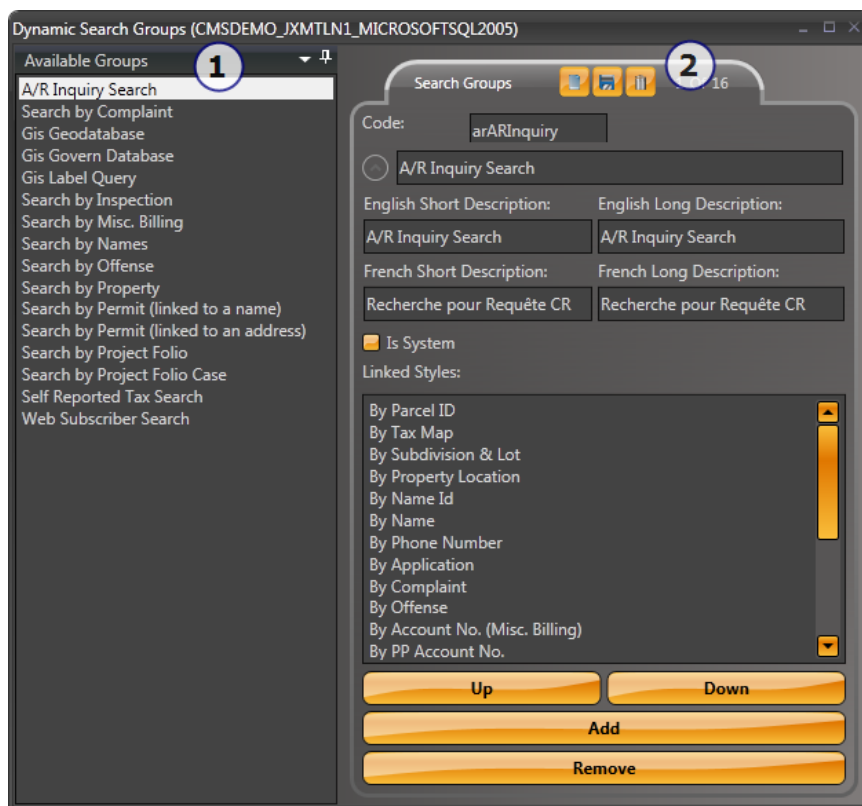 Dynamic Search Groups (CMSDEMO_JXMTLN1_MICROSOFTSQL2005)
Available Groups
1
A/R Inquiry Search
Search by Complaint
Gis Geodatabase
Gis Govern Database
Gis Label Query
Search by Inspection
Search by Misc. Billing
Search by Names
Search by Offense
Search by Property
Search by Permit (linked to a name)
Search by Permit (linked to an address)
Search by Project Folio
Search by Project Folio Case
Self Reported Tax Search
Web Subscriber Search
Search Groups
2
16
Code:
arARInquiry
A/R Inquiry Search
English Short Description: English Long Description:
A/R Inquiry Search A/R Inquiry Search
French Short Description: French Long Description:
Recherche pour Requête CR Recherche pour Requête CR
Is System
Linked Styles:
By Parcel ID
By Tax Map
By Subdivision & Lot
By Property Location
By Name Id
By Name
By Phone Number
By Application
By Complaint
By Offense
By Account No. (Misc. Billing)
By PP Account No.
Up Down
Add
Remove